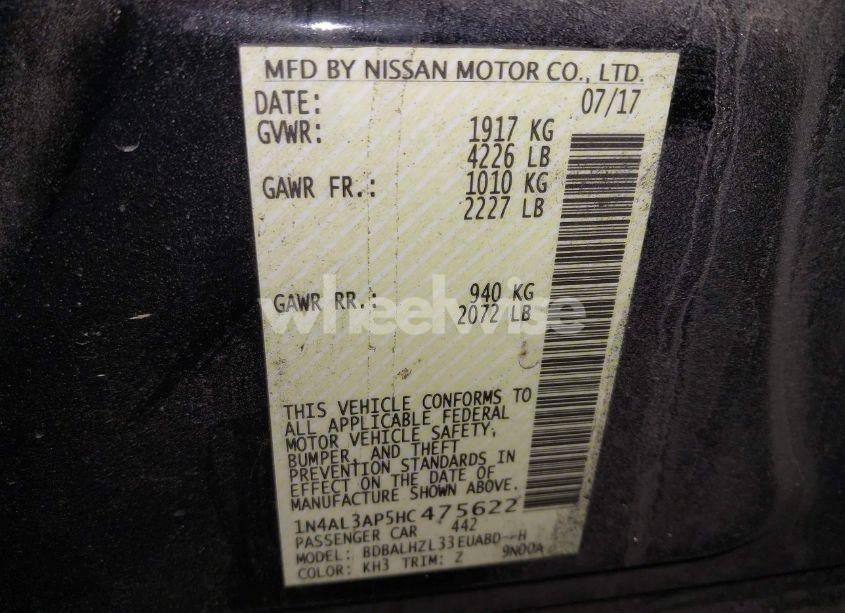 MFD BY NISSAN MOTOR CO., LTD.
DATE: 07/17
GVWR: 1917 KG
4226 LB
GAWR FR.: 1010 KG
2227 LB
GAWR RR.: 940 KG
2072 LB
wheelwise
THIS VEHICLE CONFORMS TO
ALL APPLICABLE FEDERAL
MOTOR VEHICLE SAFETY,
BUMPER, AND THEFT
PREVENTION STANDARDS IN
EFFECT ON THE DATE OF
MANUFACTURE SHOWN ABOVE.
1N4AL3AP5HC475622
PASSENGER CAR 442
MODEL: BDBALHZL33EUABD--H
COLOR: KH3 TRIM: Z 9N00A